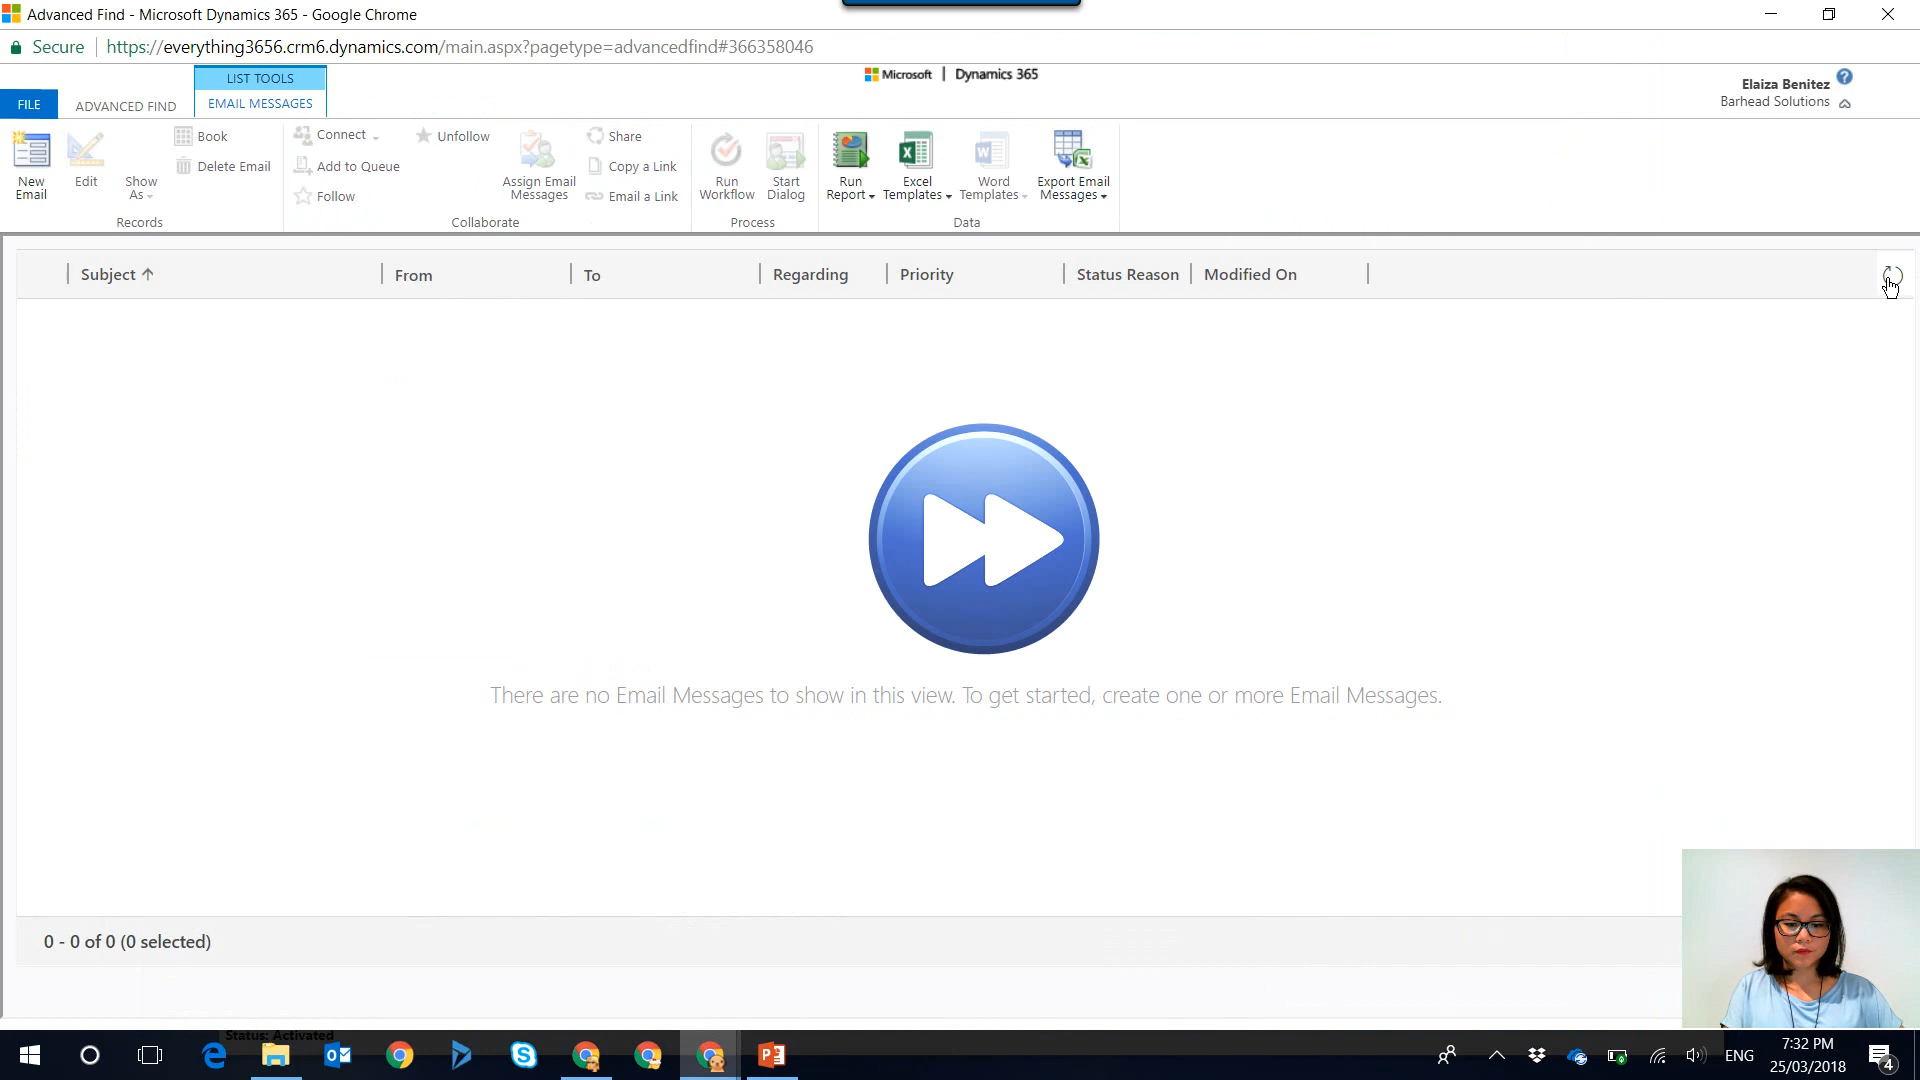 Advanced Find - Microsoft Dynamics 365 - Google Chrome
Secure | https://everything3656.crm6.dynamics.com/main.aspx?pagetype=advancedfind#366358046
LIST TOOLS
Microsoft | Dynamics 365
Elaiza Benitez
Barhead Solutions
FILE
ADVANCED FIND
EMAIL MESSAGES
New Email
Edit
Show As
Book
Delete Email
Records
Connect
Add to Queue
Follow
Unfollow
Assign Email Messages
Share
Copy a Link
Email a Link
Collaborate
Run Workflow
Start Dialog
Process
Run Report
Excel Templates
Word Templates
Export Email Messages
Data
Subject
From
To
Regarding
Priority
Status Reason
Modified On
There are no Email Messages to show in this view. To get started, create one or more Email Messages.
0 - 0 of 0 (0 selected)
Status: Activated
ENG
7:32 PM
25/03/2018
4